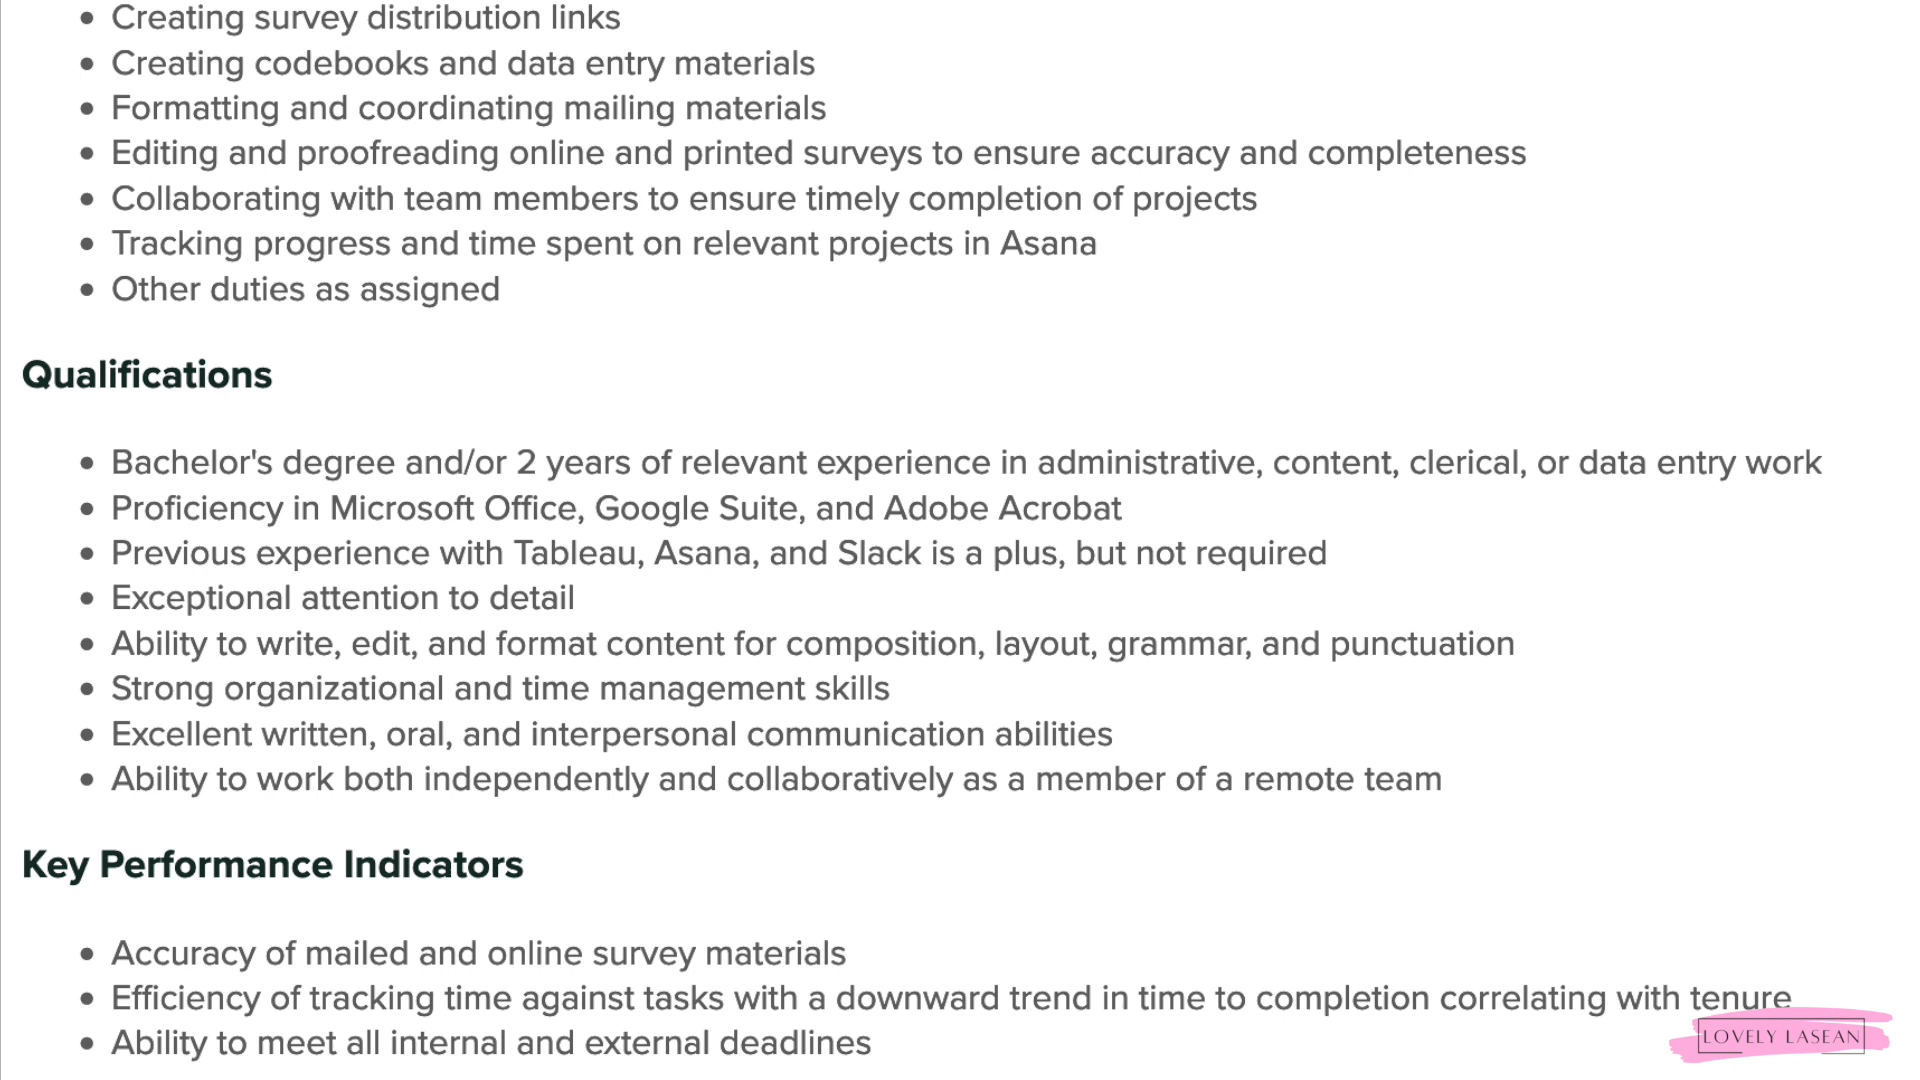 Creating survey distribution links
Creating codebooks and data entry materials
Formatting and coordinating mailing materials
Editing and proofreading online and printed surveys to ensure accuracy and completeness
Collaborating with team members to ensure timely completion of projects
Tracking progress and time spent on relevant projects in Asana
Other duties as assigned
Qualifications
Bachelor's degree and/or 2 years of relevant experience in administrative, content, clerical, or data entry work
Proficiency in Microsoft Office, Google Suite, and Adobe Acrobat
Previous experience with Tableau, Asana, and Slack is a plus, but not required
Exceptional attention to detail
Ability to write, edit, and format content for composition, layout, grammar, and punctuation
Strong organizational and time management skills
Excellent written, oral, and interpersonal communication abilities
Ability to work both independently and collaboratively as a member of a remote team
Key Performance Indicators
Accuracy of mailed and online survey materials
Efficiency of tracking time against tasks with a downward trend in time to completion correlating with tenure
Ability to meet all internal and external deadlines
LOVELY LASEAN